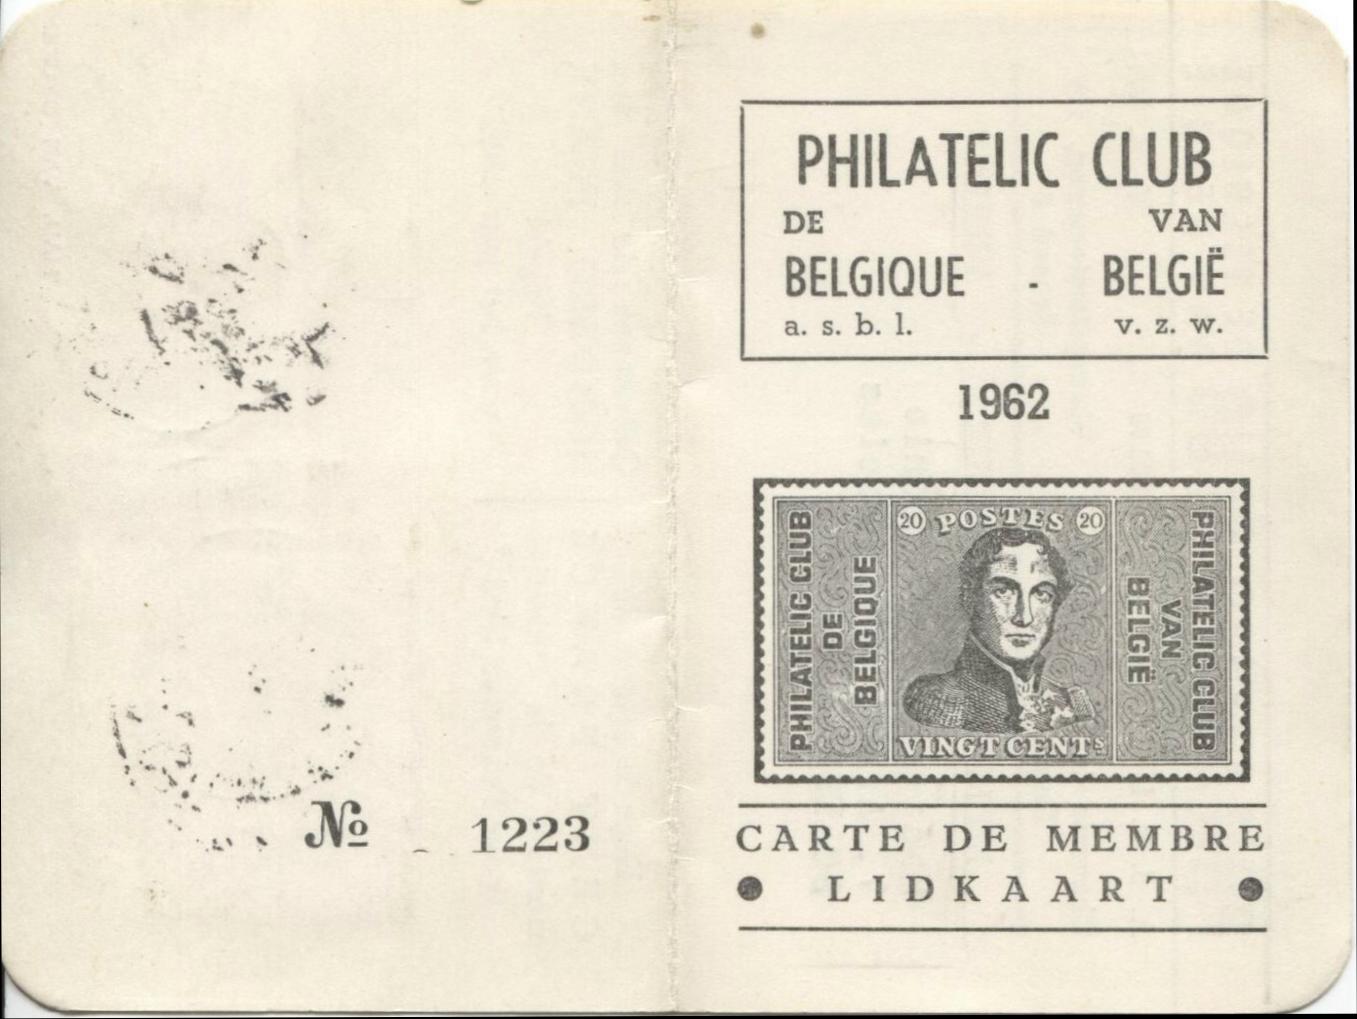 № 1223
PHILATELIC CLUB
DE VAN
BELGIQUE - BELGIË
a. s. b. l. v. z. w.
1962
PHILATELIC CLUB
DE
BELGIQUE
20 POSTES 20
VINGT CENTS
PHILATELIC CLUB
VAN
BELGIË
CARTE DE MEMBRE
● LIDKAART ●